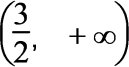 (3/2, +∞)